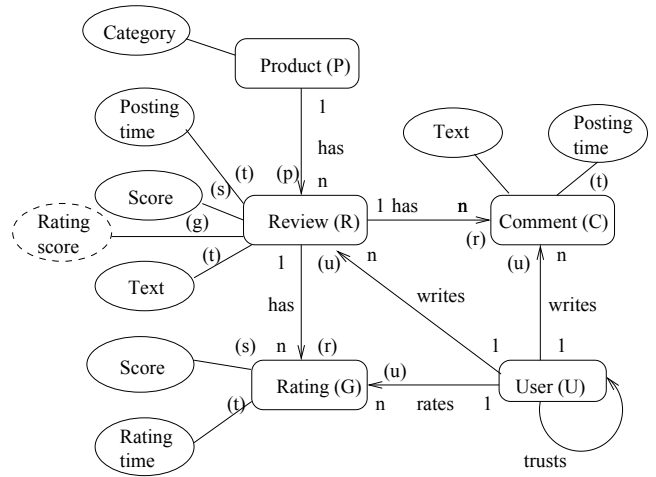 Category
Product (P)
1
has
(p)
n
Posting
time
(t)
(s)
Score
(g)
Rating
score
Text
(t)
Review (R)
1 has
n
(r)
Text
Posting
time
(t)
Comment (C)
(u)
n
1
(u)
n
has
writes
writes
Score
(s)
n
(r)
1
1
Rating (G)
(u)
n
rates
1
User (U)
(t)
Rating
time
trusts